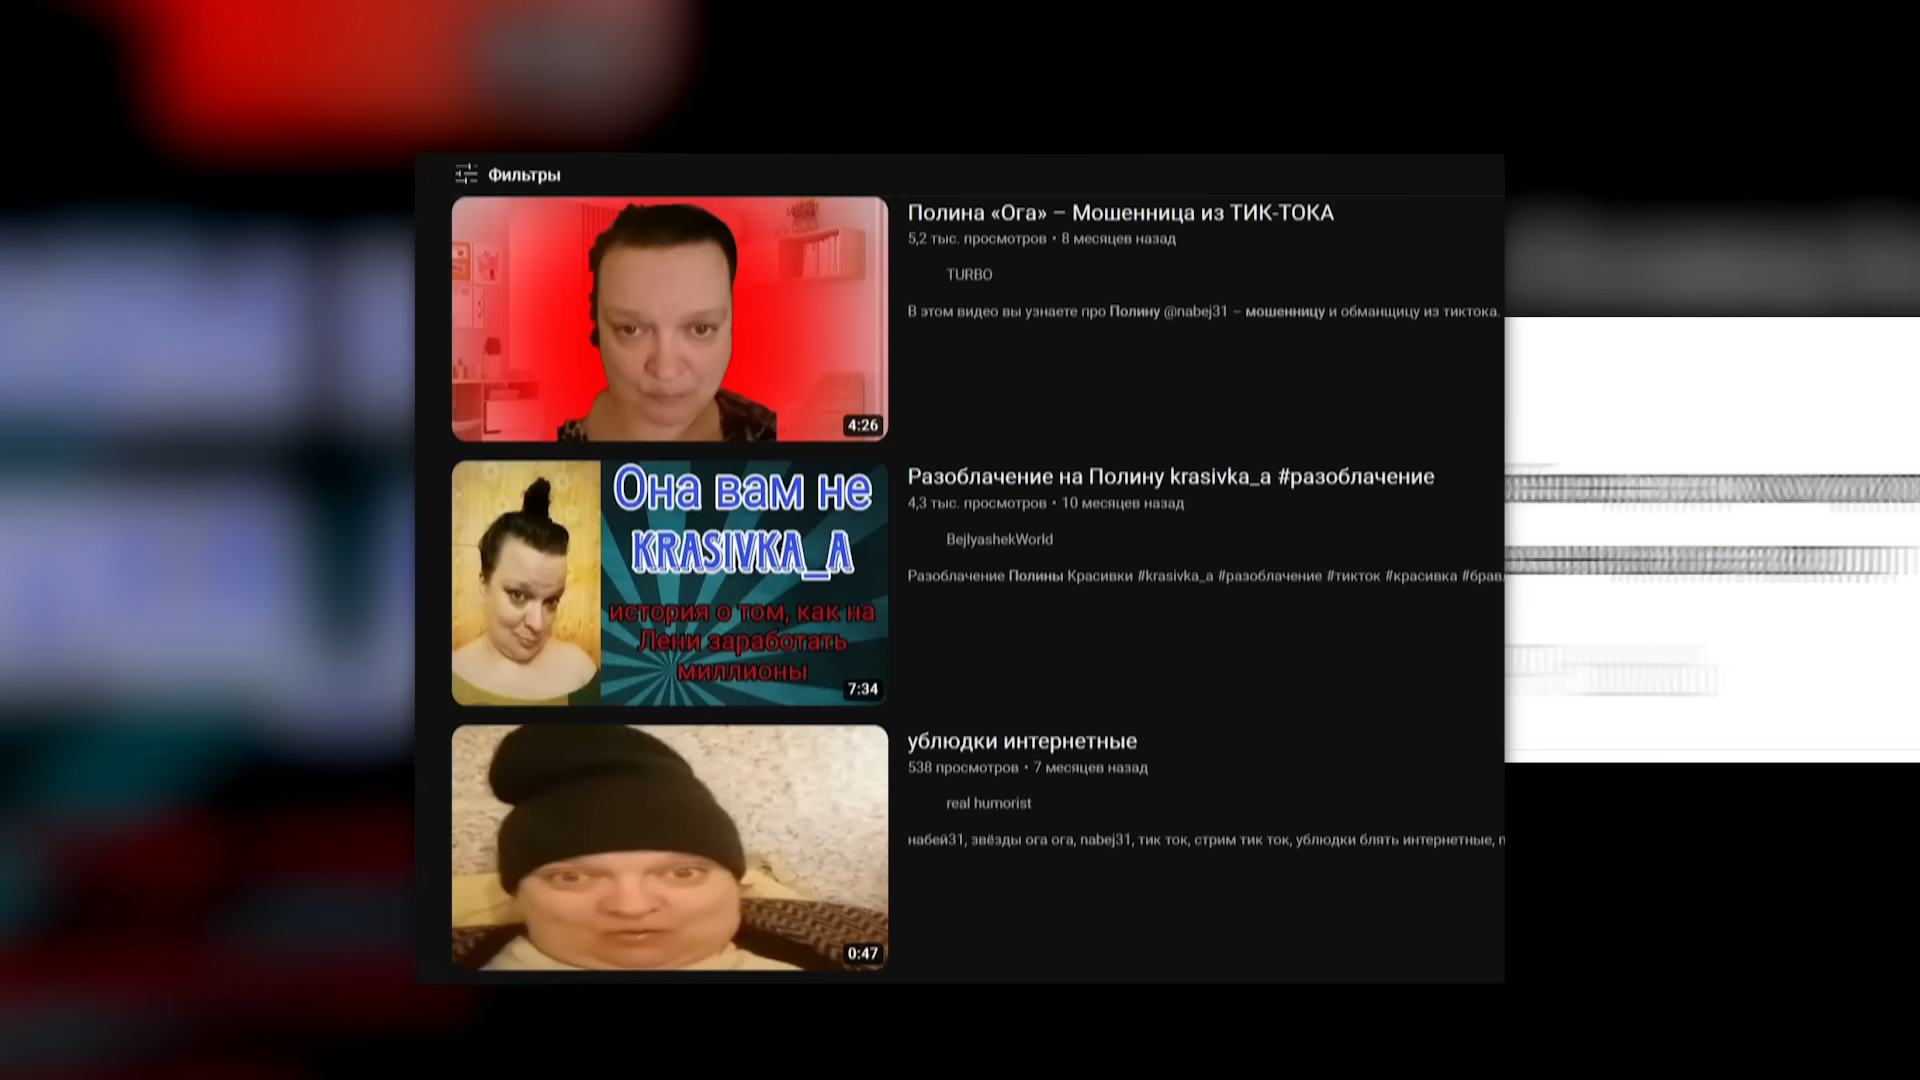 Фильтры
Полина «Ога» – Мошенница из ТИК-ТОКА
5,2 тыс. просмотров • 8 месяцев назад
TURBO
В этом видео вы узнаете про Полину @nabej31 – мошенницу и обманщицу из тиктока.
4:26
Она вам не
KRASIVKA_A
история о том, как на
Лени заработать
миллионы
7:34
Разоблачение на Полину krasivka_a #разоблачение
4,3 тыс. просмотров • 10 месяцев назад
BejlyashekWorld
Разоблачение Полины Красивки #krasivka_a #разоблачение #тикток #красивка #брав
ублюдки интернетные
538 просмотров • 7 месяцев назад
real humorist
набей31, звёзды ога ога, nabej31, тик ток, стрим тик ток, ублюдки блять интернетные,
0:47